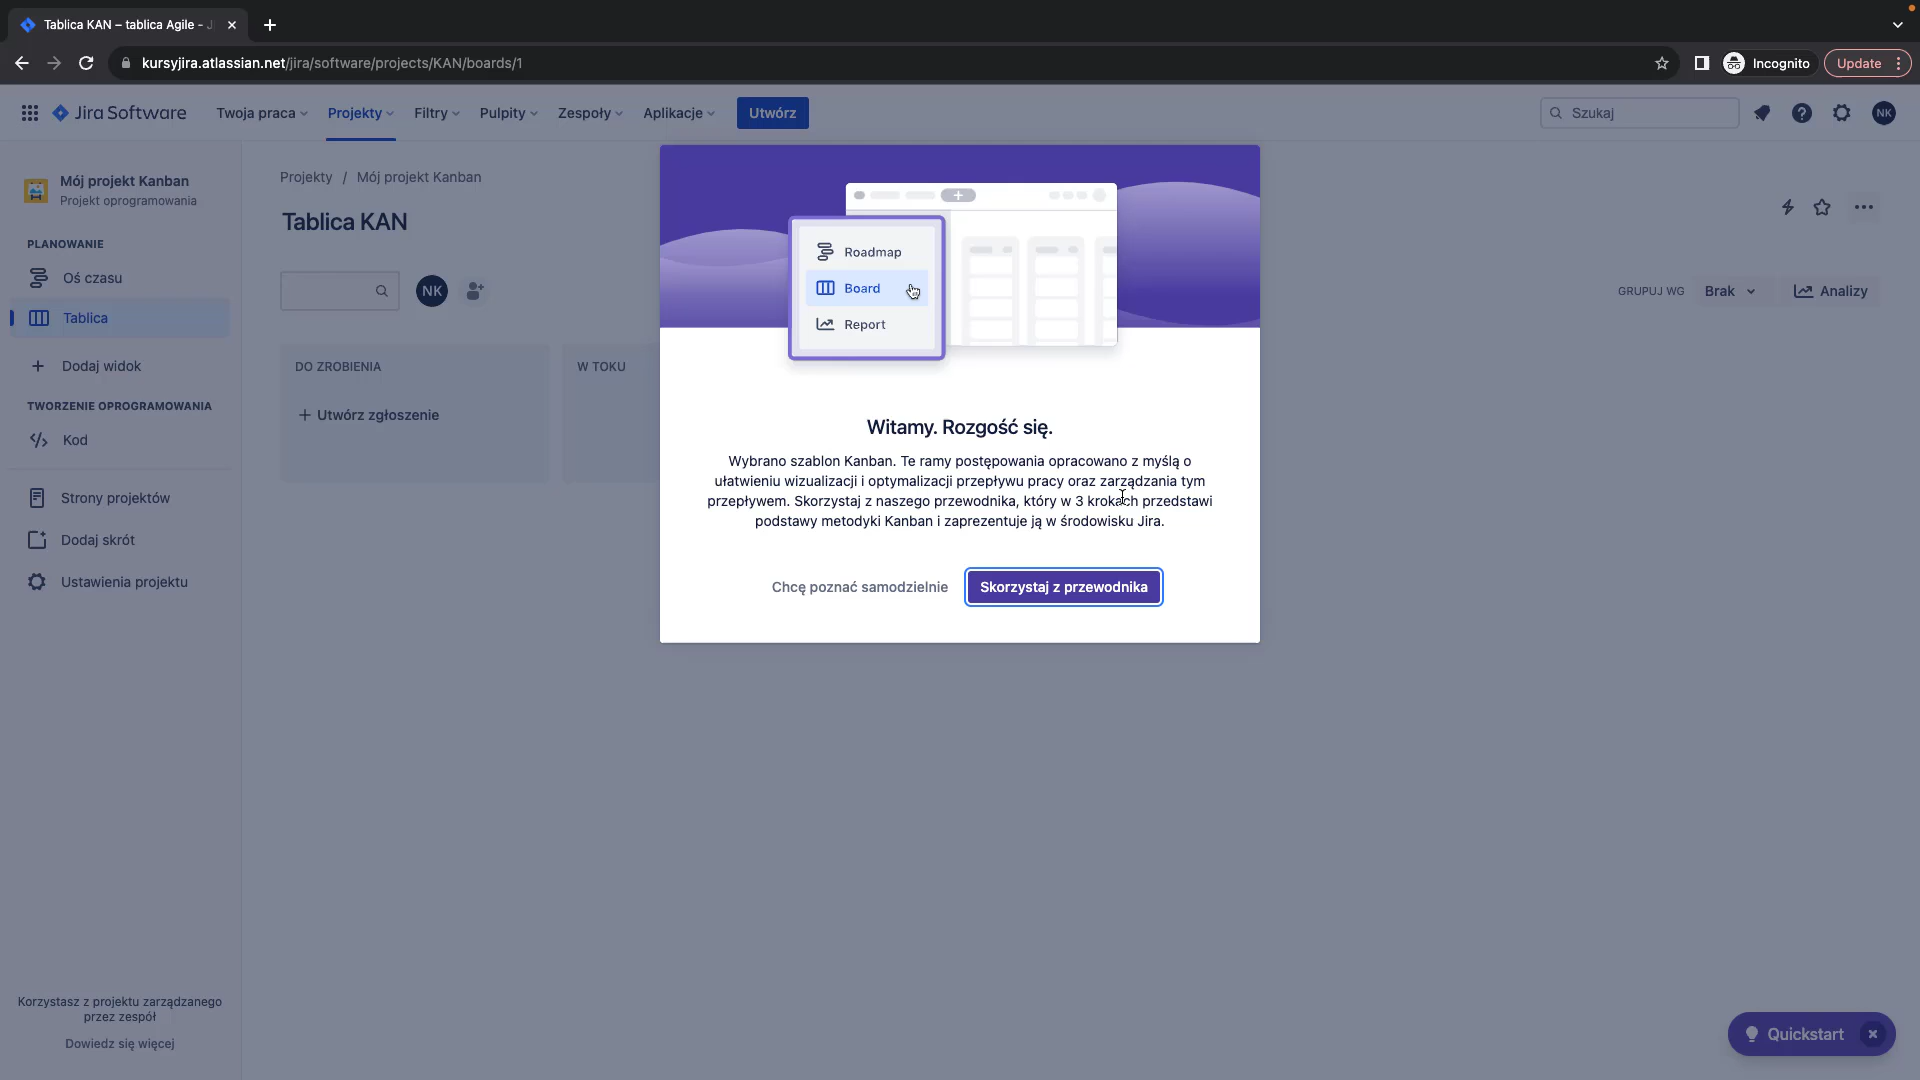 Tablica KAN – tablica Agile -
kursyjira.atlassian.net/jira/software/projects/KAN/boards/1
Incognito
Update
Jira Software
Twoja praca
Projekty
Filtry
Pulpity
Zespoły
Aplikacje
Utwórz
Szukaj
NK
Mój projekt Kanban
Projekt oprogramowania
PLANOWANIE
Oś czasu
Tablica
Dodaj widok
TWORZENIE OPROGRAMOWANIA
Kod
Strony projektów
Dodaj skrót
Ustawienia projektu
Korzystasz z projektu zarządzanego
przez zespół
Dowiedz się więcej
Projekty / Mój projekt Kanban
Tablica KAN
NK
GRUPUJ WG
Brak
Analizy
DO ZROBIENIA
+ Utwórz zgłoszenie
W TOKU
Roadmap
Board
Report
Witamy. Rozgość się.
Wybrano szablon Kanban. Te ramy postępowania opracowano z myślą o
ułatwieniu wizualizacji i optymalizacji przepływu pracy oraz zarządzania tym
przepływem. Skorzystaj z naszego przewodnika, który w 3 krokach przedstawi
podstawy metodyki Kanban i zaprezentuje ją w środowisku Jira.
Chcę poznać samodzielnie
Skorzystaj z przewodnika
Quickstart